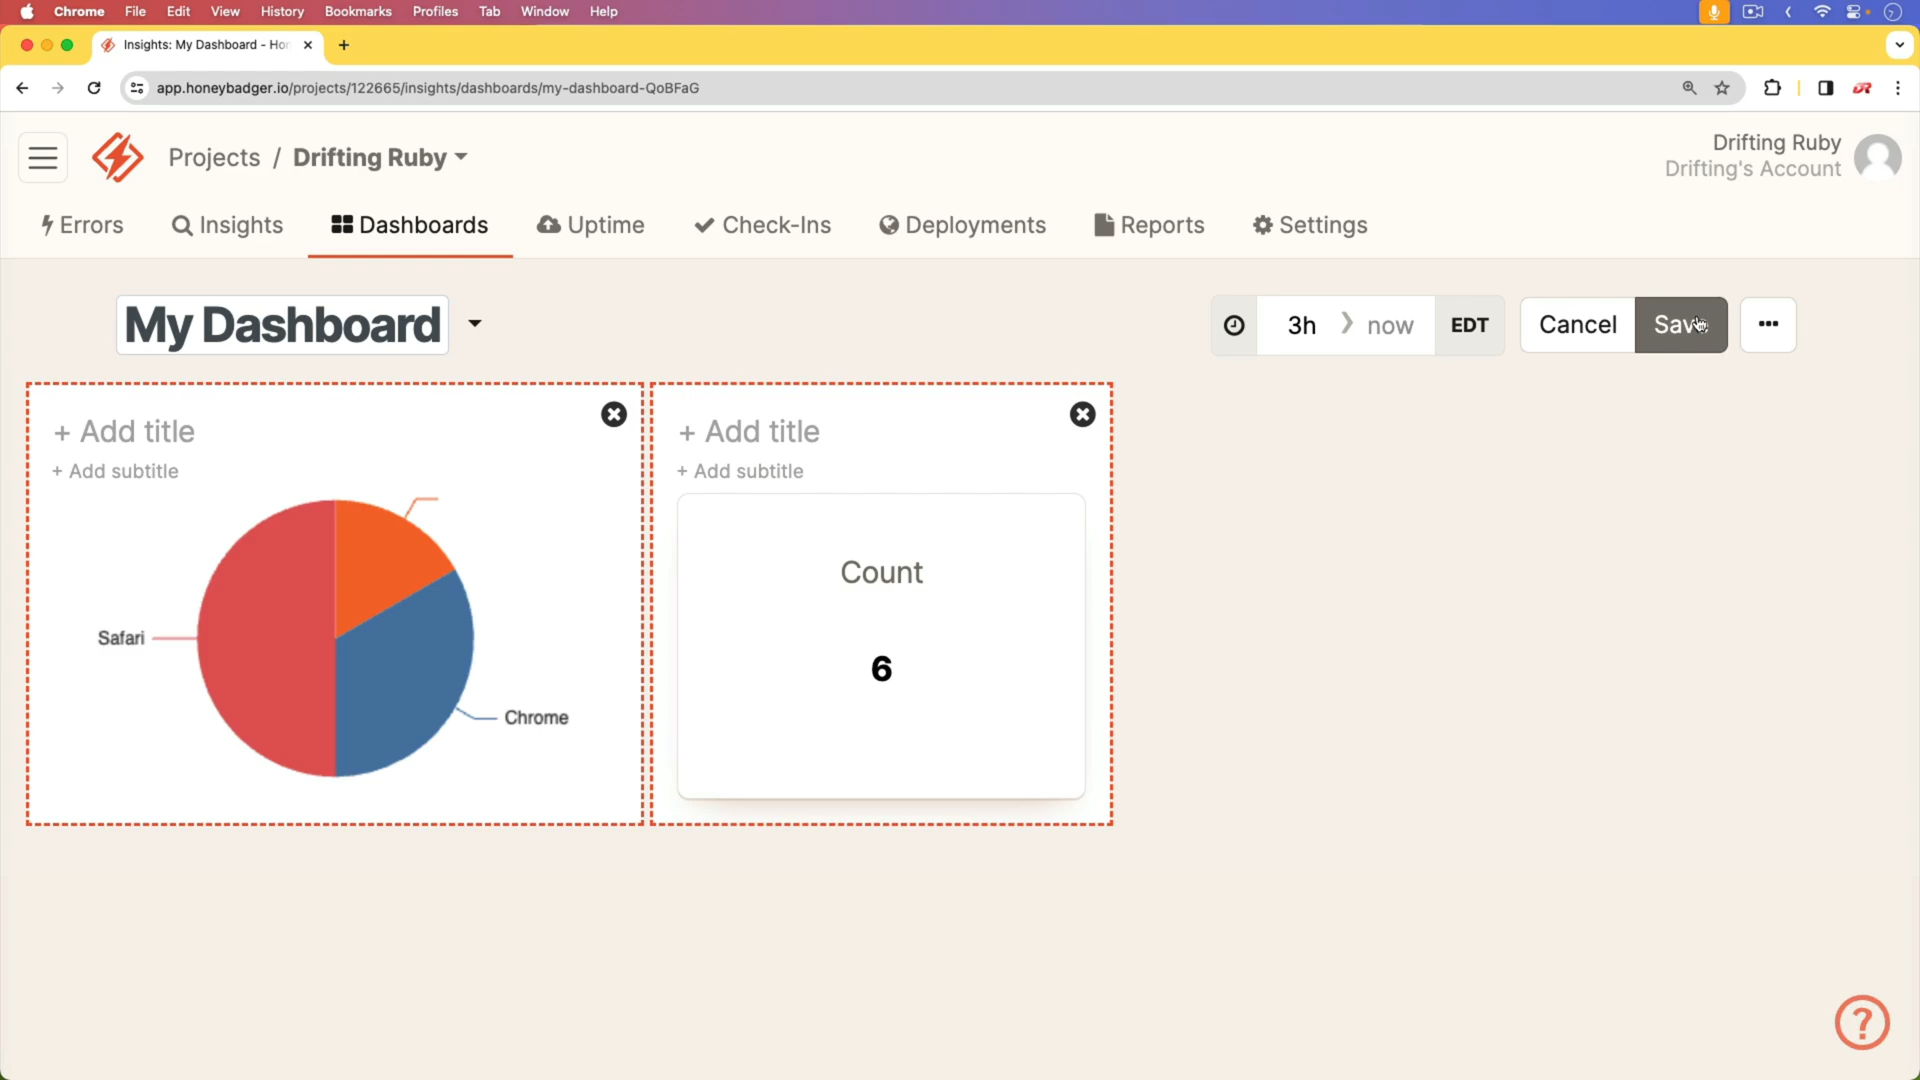 Chrome File Edit View History Bookmarks Profiles Tab Window Help
Insights: My Dashboard - Hon
app.honeybadger.io/projects/122665/insights/dashboards/my-dashboard-QoBFaG
Projects / Drifting Ruby
Drifting Ruby
Drifting's Account
Errors Insights Dashboards Uptime Check-Ins Deployments Reports Settings
My Dashboard
3h now EDT Cancel Save
+ Add title
+ Add subtitle
Safari
Chrome
+ Add title
+ Add subtitle
Count
6